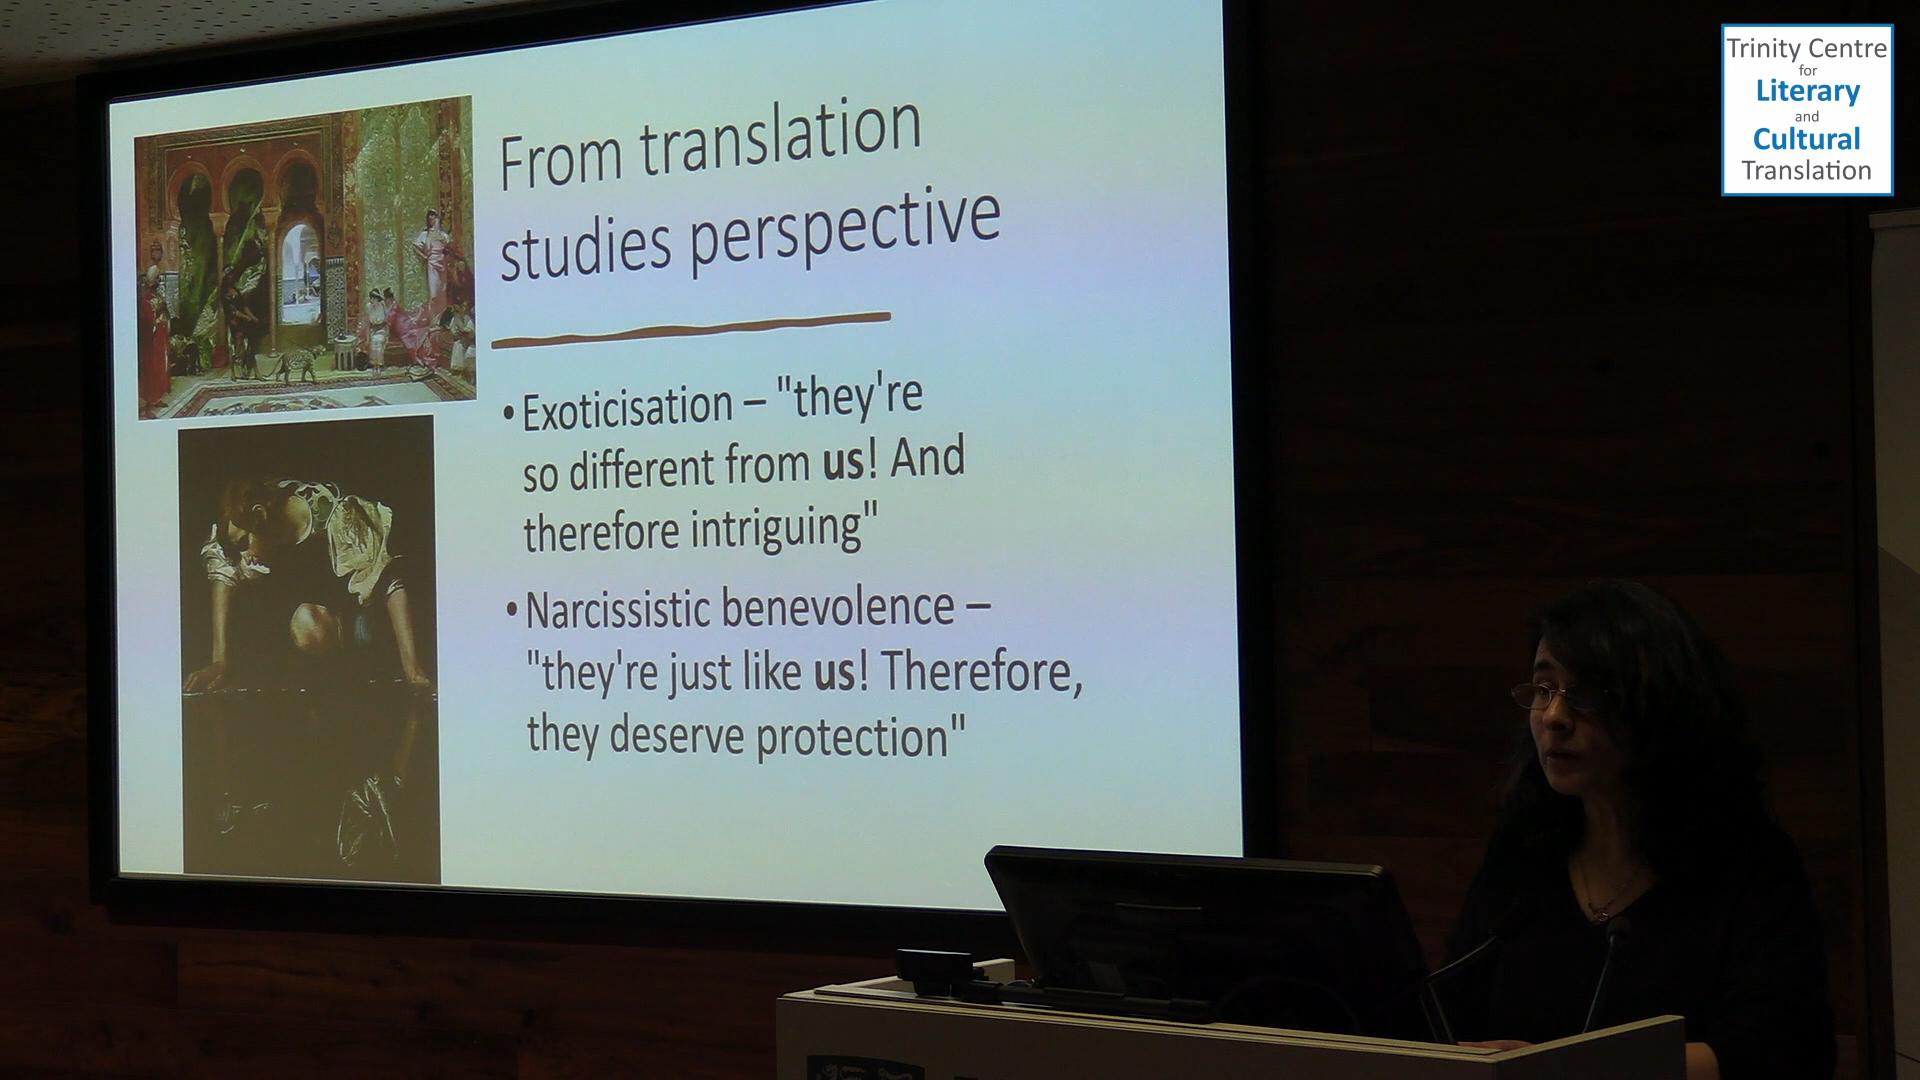 From translation
studies perspective
• Exoticisation – "they're
so different from us! And
therefore intriguing"
• Narcissistic benevolence –
"they're just like us! Therefore,
they deserve protection"
Trinity Centre
for
Literary
and
Cultural
Translation